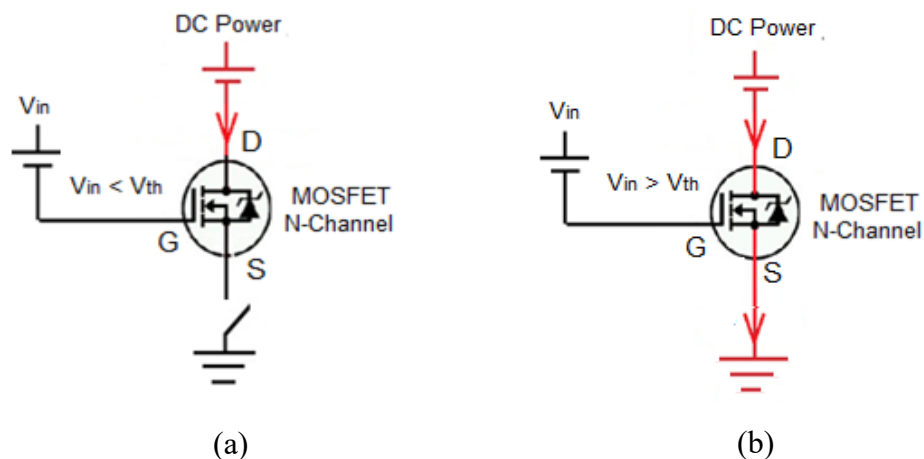 DC Power
Vin
D
Vin < Vth
MOSFET
N-Channel
G
S
(a)
DC Power
Vin
D
Vin > Vth
MOSFET
N-Channel
G
S
(b)